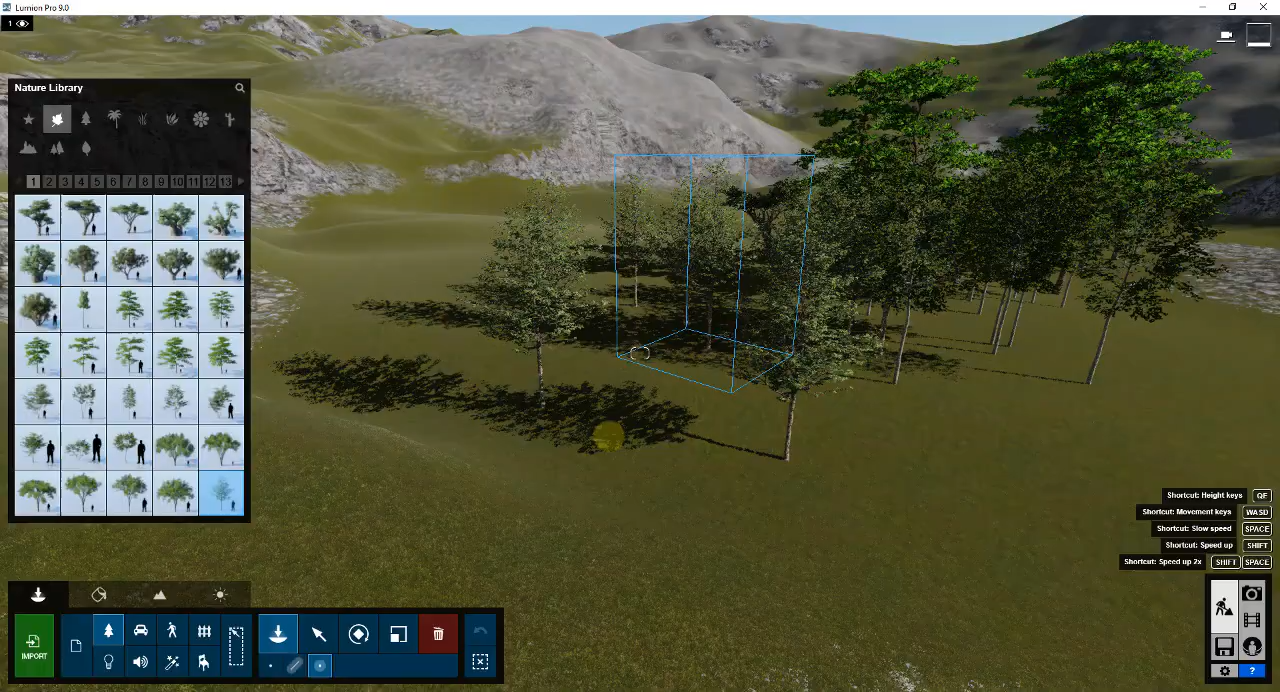 Lumion Pro 9.0
1
Nature Library
1 2 3 4 5 6 7 8 9 10 11 12 13
Shortcut: Height keys QE
Shortcut: Movement keys WASD
Shortcut: Slow speed SPACE
Shortcut: Speed up SHIFT
Shortcut: Speed up 2x SHIFT SPACE
IMPORT
?